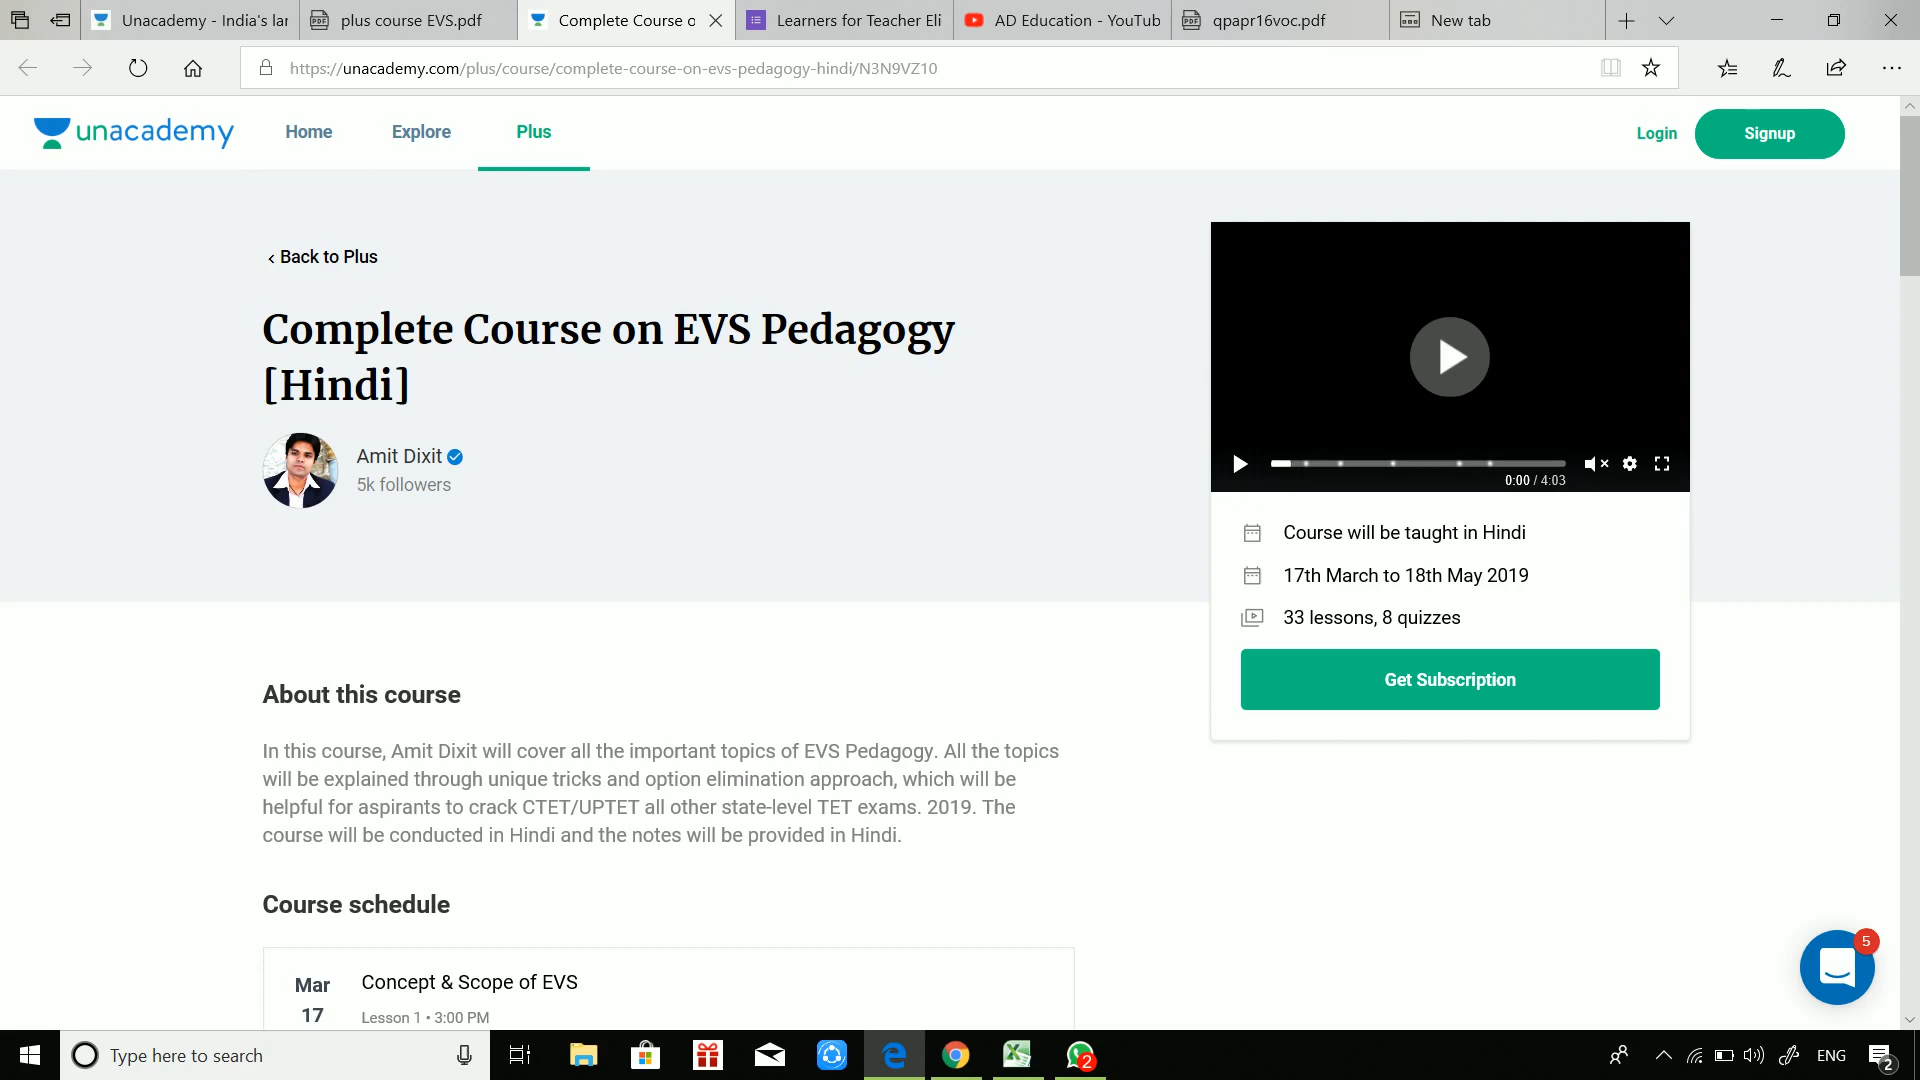 Unacademy - India's lar
plus course EVS.pdf
Complete Course o
Learners for Teacher Eli
AD Education - YouTub
qpapr16voc.pdf
New tab
https://unacademy.com/plus/course/complete-course-on-evs-pedagogy-hindi/N3N9VZ10
unacademy
Home
Explore
Plus
Login
Signup
‹ Back to Plus
Complete Course on EVS Pedagogy
[Hindi]
Amit Dixit
5k followers
0:00 / 4:03
Course will be taught in Hindi
17th March to 18th May 2019
33 lessons, 8 quizzes
Get Subscription
About this course
In this course, Amit Dixit will cover all the important topics of EVS Pedagogy. All the topics
will be explained through unique tricks and option elimination approach, which will be
helpful for aspirants to crack CTET/UPTET all other state-level TET exams. 2019. The
course will be conducted in Hindi and the notes will be provided in Hindi.
Course schedule
Mar
17
Concept & Scope of EVS
Lesson 1 • 3:00 PM
5
Type here to search
2
ENG
2